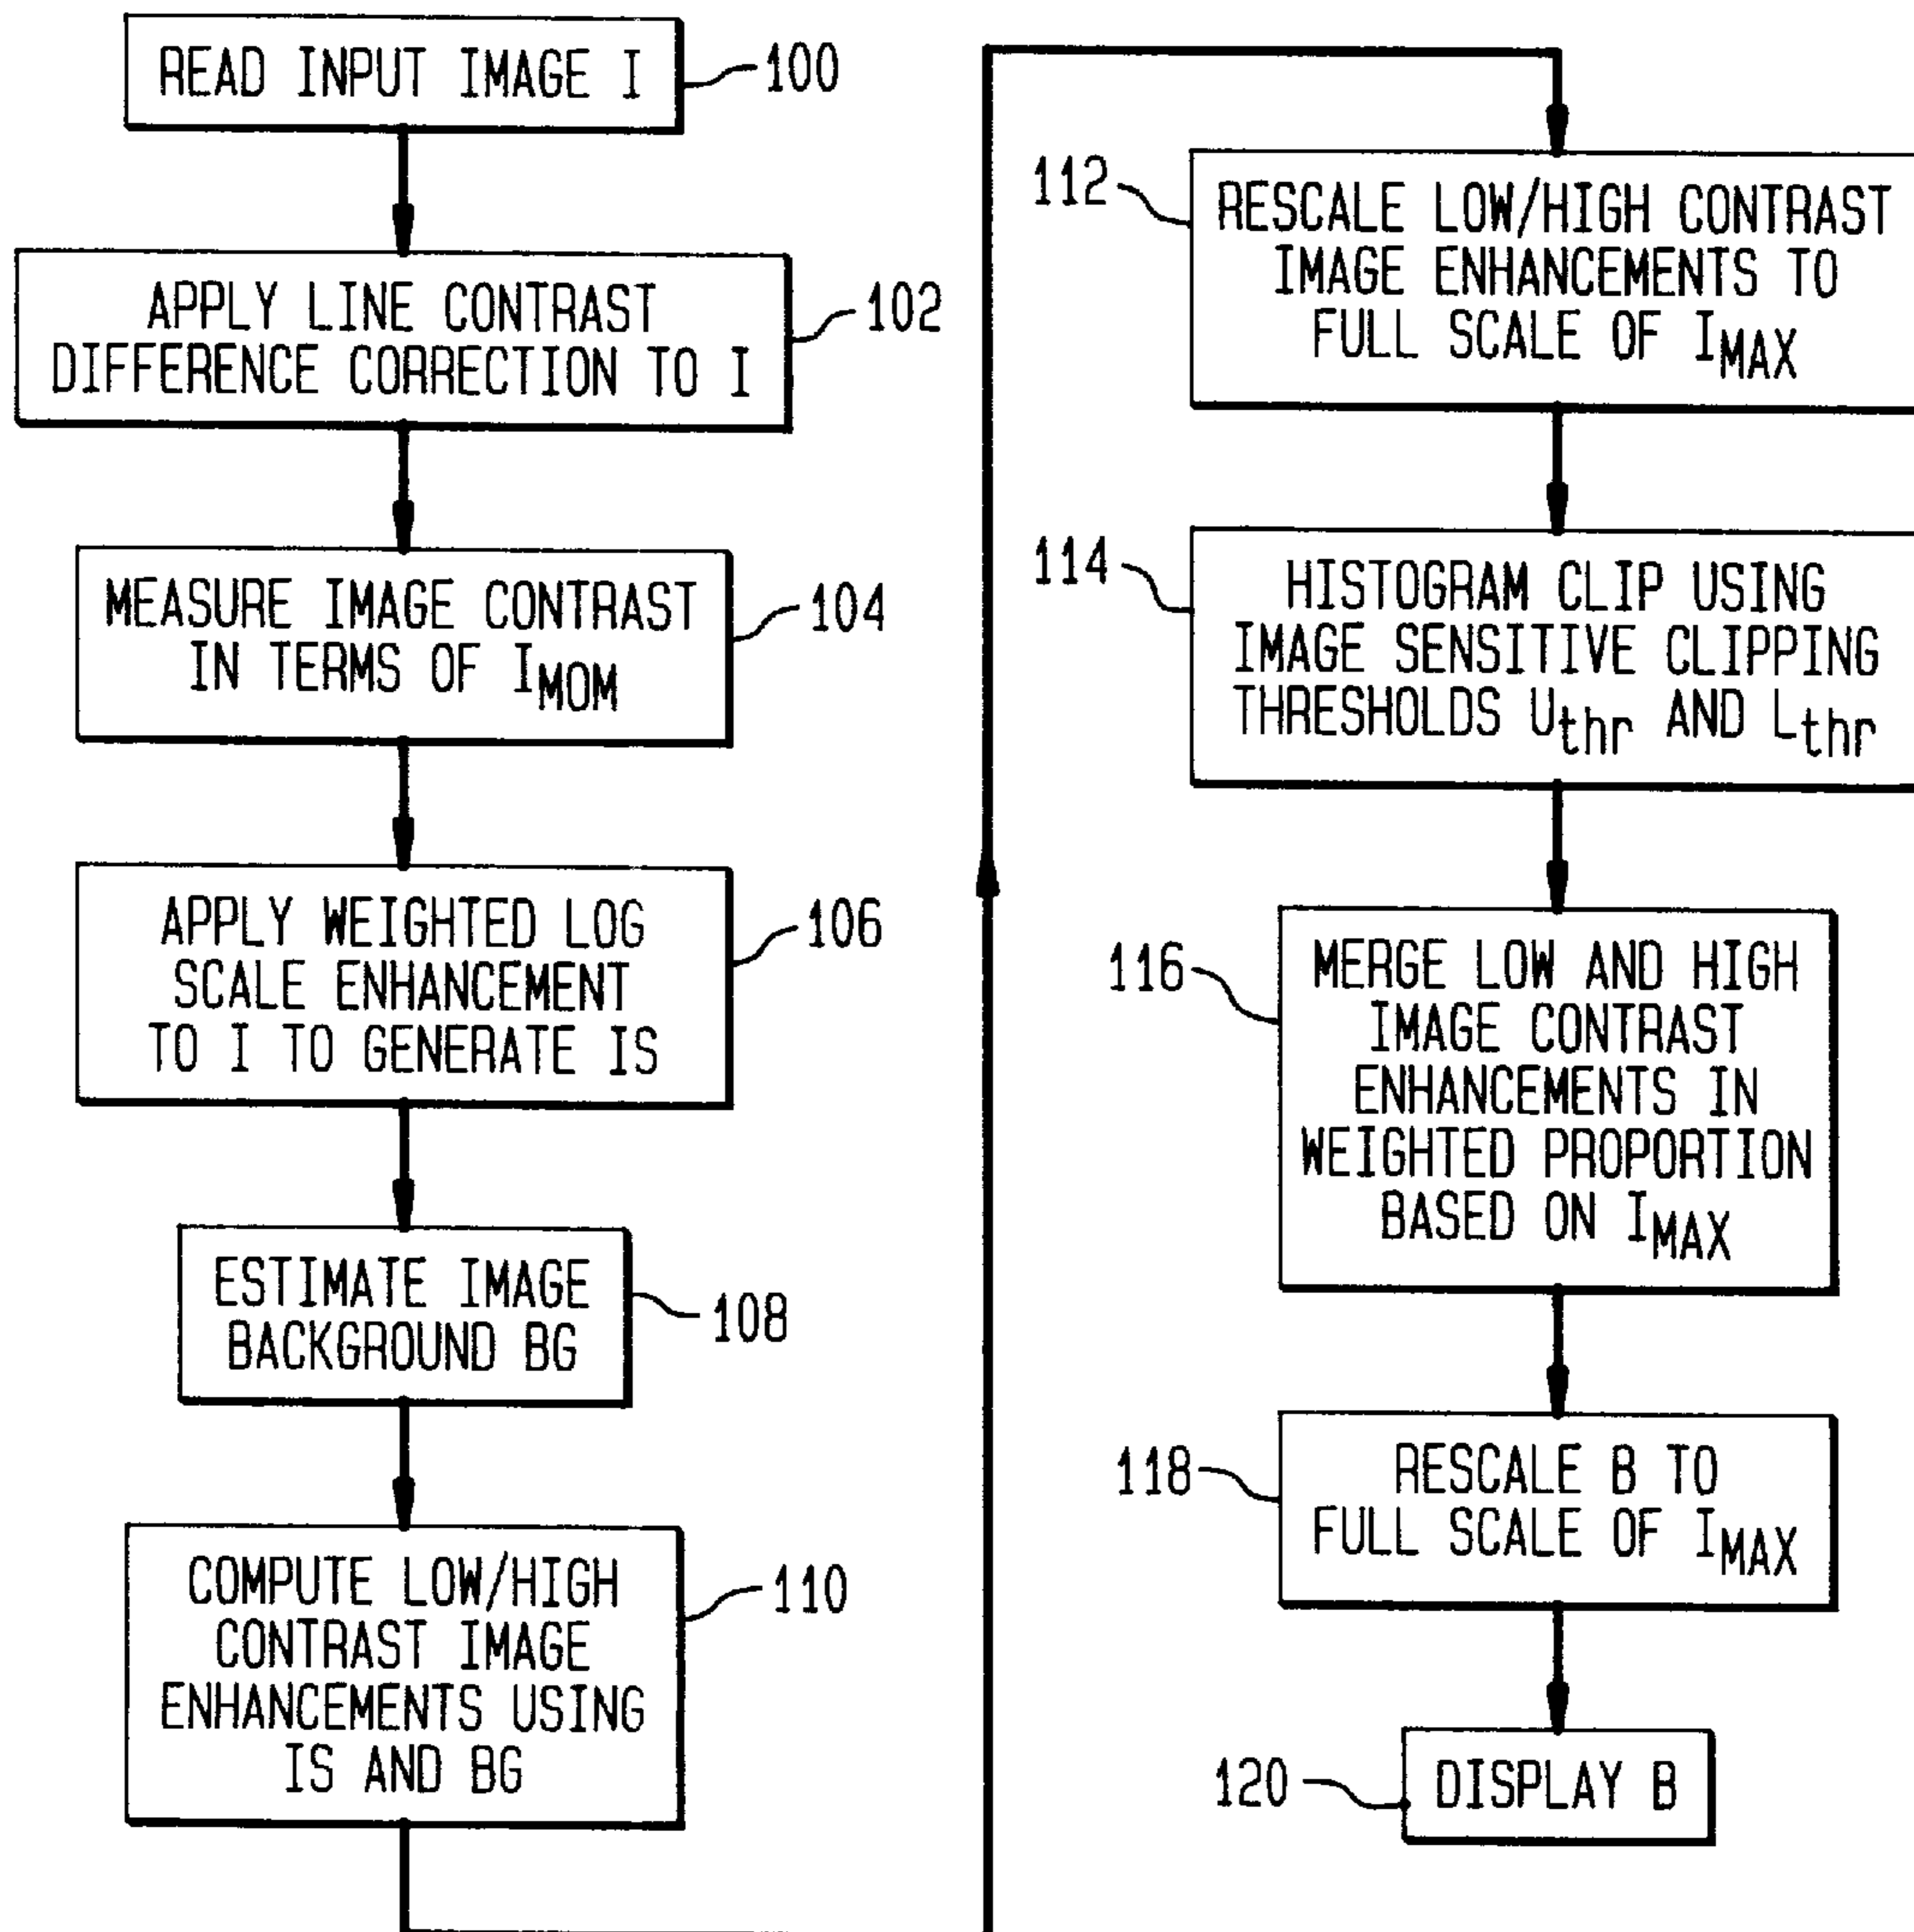 READ INPUT IMAGE I
100
APPLY LINE CONTRAST
DIFFERENCE CORRECTION TO I
102
MEASURE IMAGE CONTRAST
IN TERMS OF IMOM
104
APPLY WEIGHTED LOG
SCALE ENHANCEMENT
TO I TO GENERATE IS
106
ESTIMATE IMAGE
BACKGROUND BG
108
COMPUTE LOW/HIGH
CONTRAST IMAGE
ENHANCEMENTS USING
IS AND BG
110
112
RESCALE LOW/HIGH CONTRAST
IMAGE ENHANCEMENTS TO
FULL SCALE OF IMAX
114
HISTOGRAM CLIP USING
IMAGE SENSITIVE CLIPPING
THRESHOLDS Uthr AND Lthr
116
MERGE LOW AND HIGH
IMAGE CONTRAST
ENHANCEMENTS IN
WEIGHTED PROPORTION
BASED ON IMAX
118
RESCALE B TO
FULL SCALE OF IMAX
120
DISPLAY B